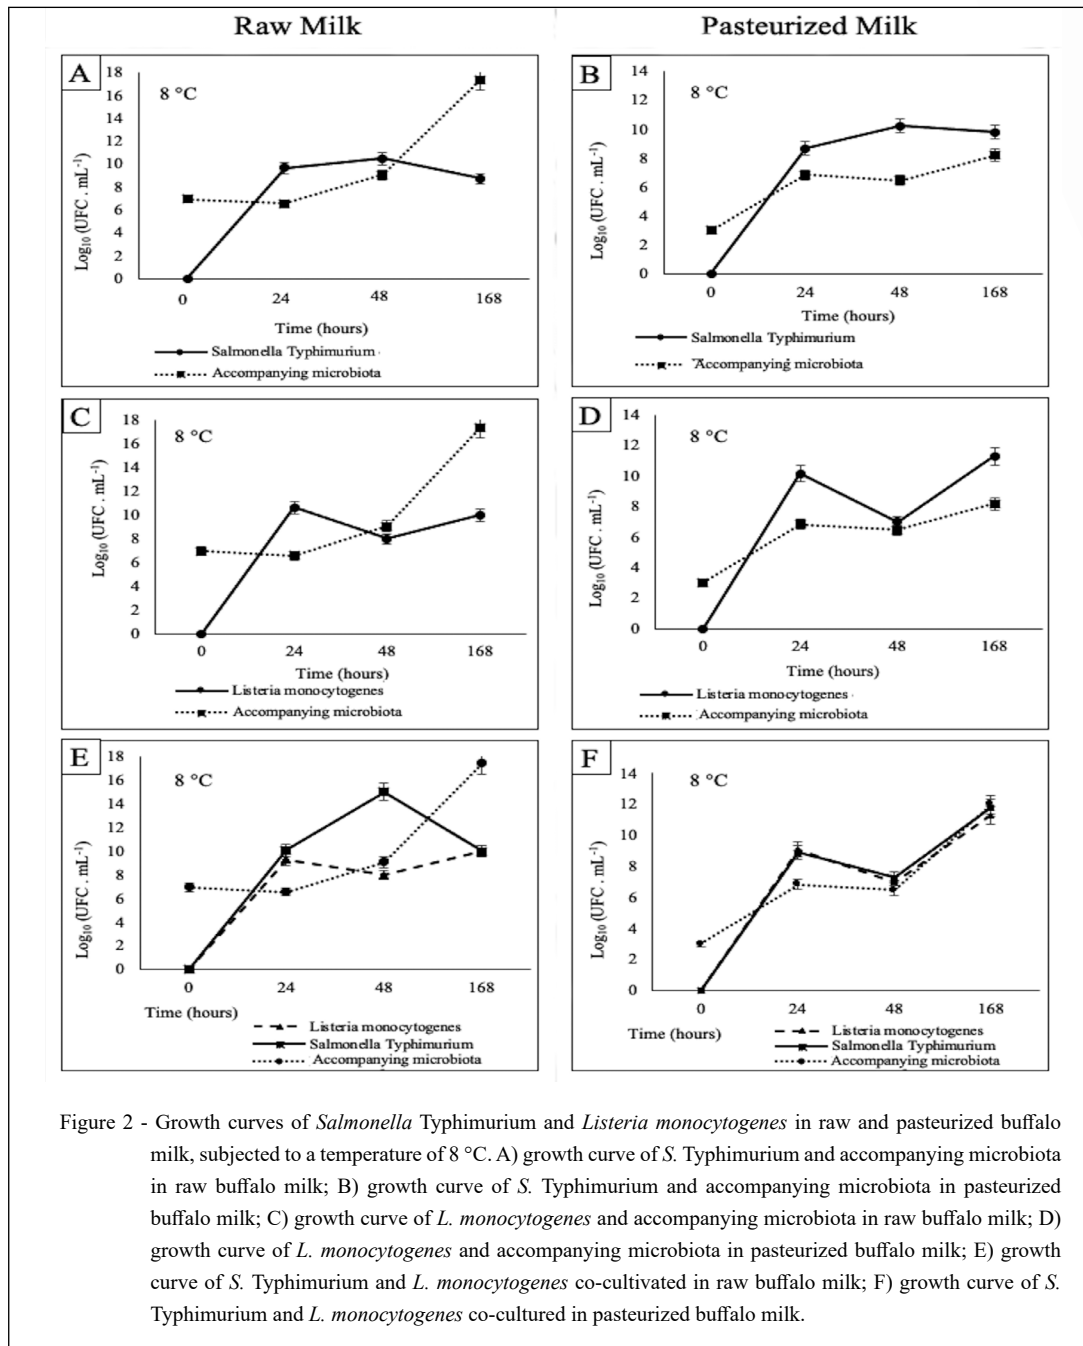 Raw Milk
Pasteurized Milk
A
8 °C
18
16
14
12
10
8
6
4
2
0
Log₁₀ (UFC . mL⁻¹)
0 24 48 168
Time (hours)
Salmonella Typhimurium
Accompanying microbiota
B
8 °C
14
12
10
8
6
4
2
0
Log₁₀ (UFC . mL⁻¹)
0 24 48 168
Time (hours)
Salmonella Typhimurium
Accompanying microbiota
C
8 °C
18
16
14
12
10
8
6
4
2
0
Log₁₀ (UFC . mL⁻¹)
0 24 48 168
Time (hours)
Listeria monocytogenes
Accompanying microbiota
D
8 °C
14
12
10
8
6
4
2
0
Log₁₀ (UFC . mL⁻¹)
0 24 48 168
Time (hours)
Listeria monocytogenes
Accompanying microbiota
E
8 °C
18
16
14
12
10
8
6
4
2
0
Log₁₀ (UFC . mL⁻¹)
0 24 48 168
Time (hours)
Listeria monocytogenes
Salmonella Typhimurium
Accompanying microbiota
F
8 °C
14
12
10
8
6
4
2
0
Log₁₀ (UFC . mL⁻¹)
0 24 48 168
Time (hours)
Listeria monocytogenes
Salmonella Typhimurium
Accompanying microbiota
Figure 2 - Growth curves of Salmonella Typhimurium and Listeria monocytogenes in raw and pasteurized buffalo
milk, subjected to a temperature of 8 °C. A) growth curve of S. Typhimurium and accompanying microbiota
in raw buffalo milk; B) growth curve of S. Typhimurium and accompanying microbiota in pasteurized
buffalo milk; C) growth curve of L. monocytogenes and accompanying microbiota in raw buffalo milk; D)
growth curve of L. monocytogenes and accompanying microbiota in pasteurized buffalo milk; E) growth
curve of S. Typhimurium and L. monocytogenes co-cultivated in raw buffalo milk; F) growth curve of S.
Typhimurium and L. monocytogenes co-cultured in pasteurized buffalo milk.